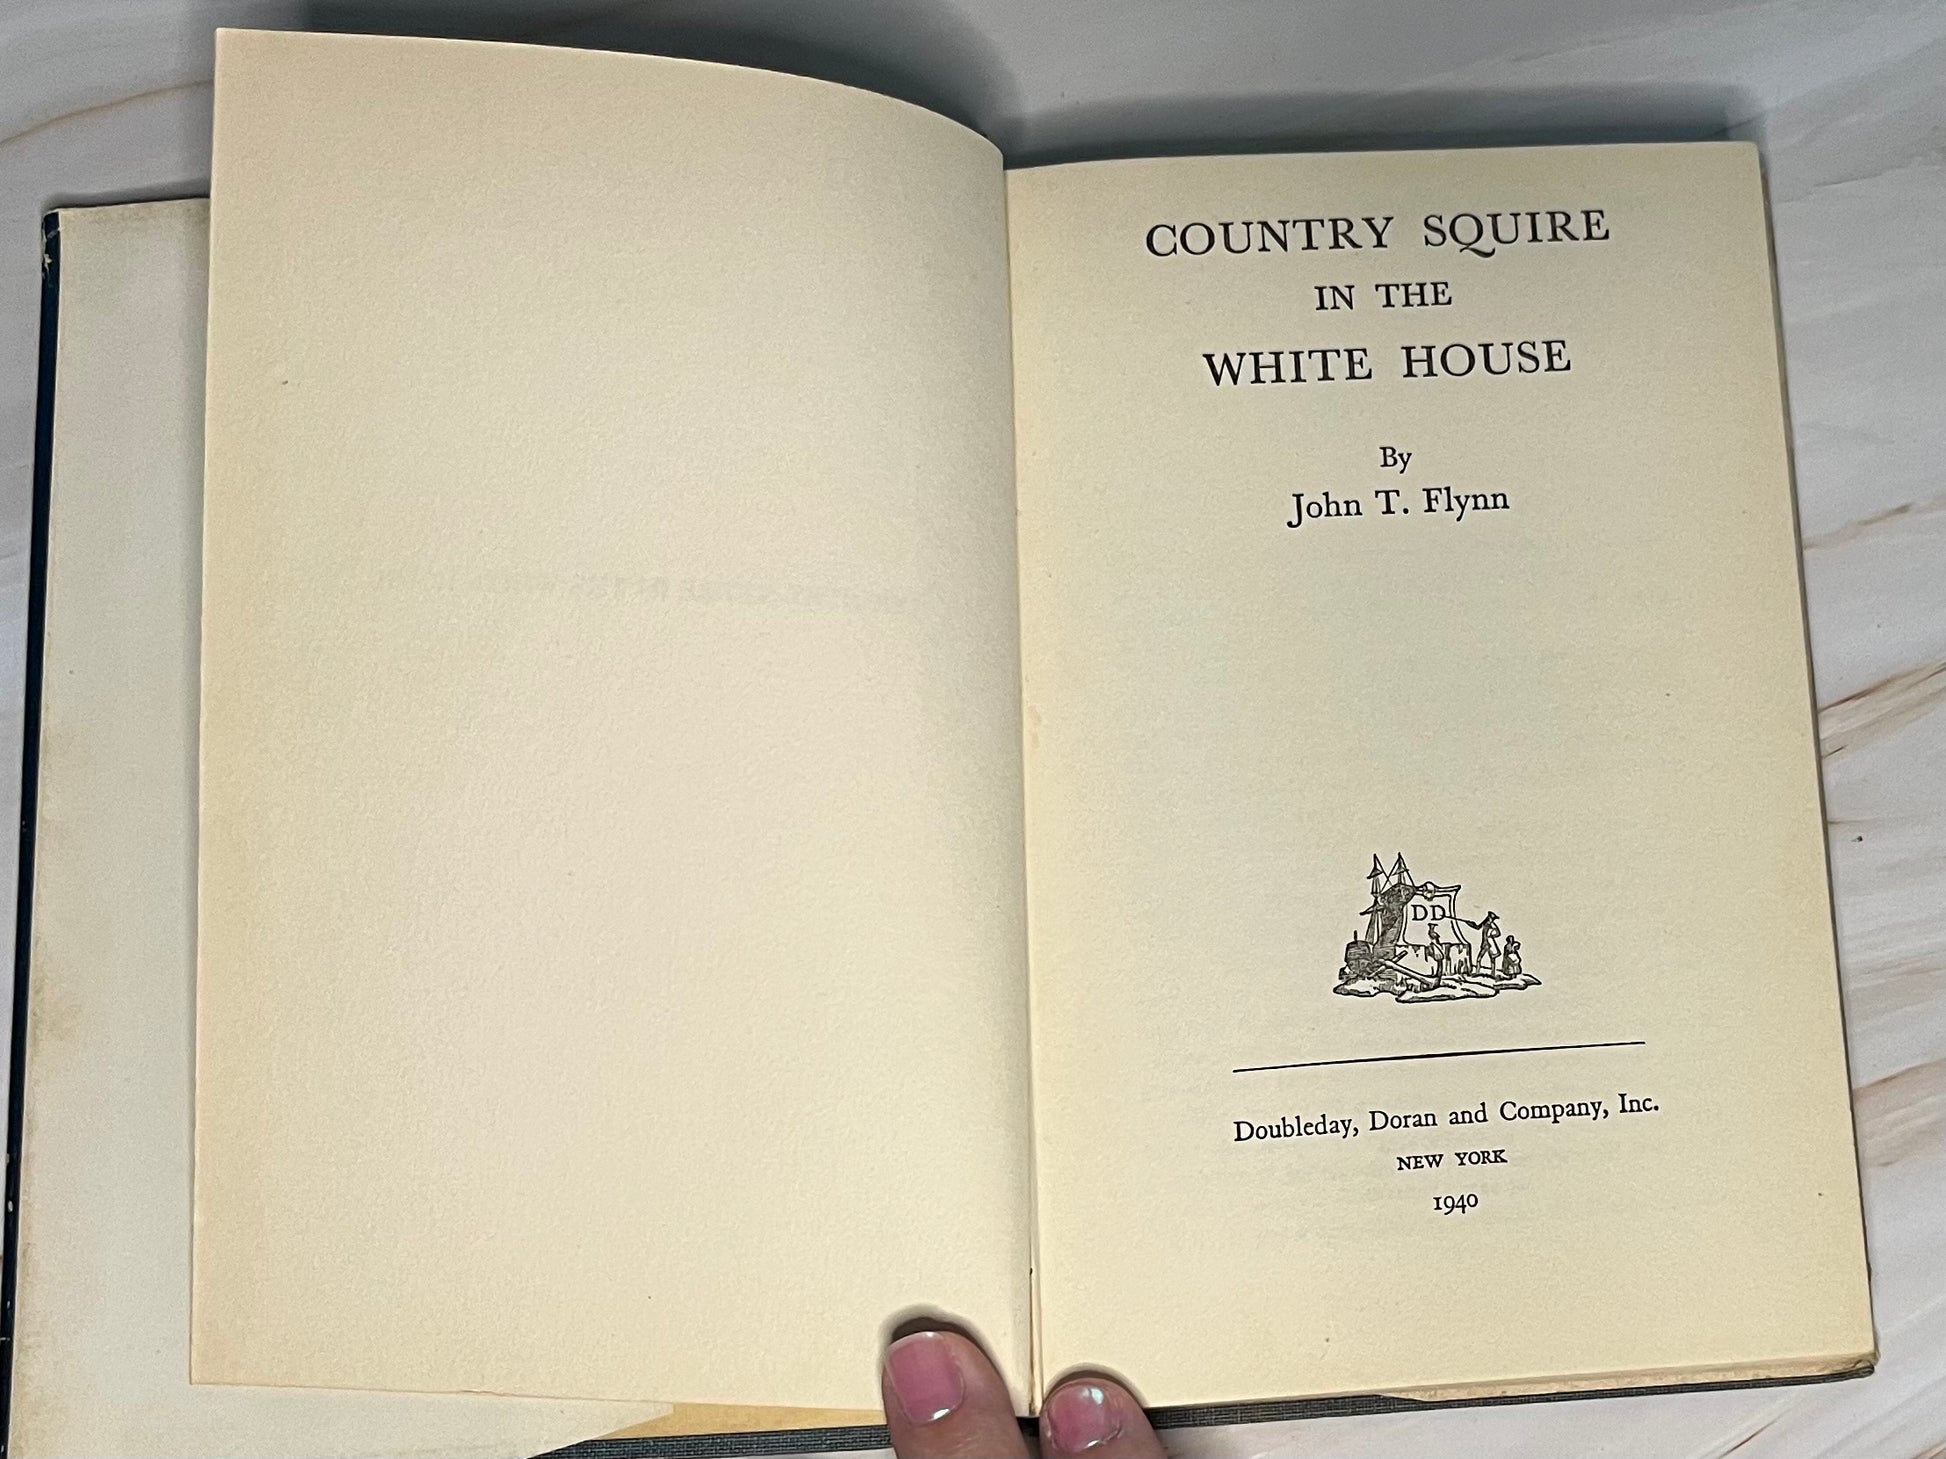 COUNTRY SQUIRE
IN THE
WHITE HOUSE
By
John T. Flynn
DD
Doubleday, Doran and Company, Inc.
NEW YORK
1940